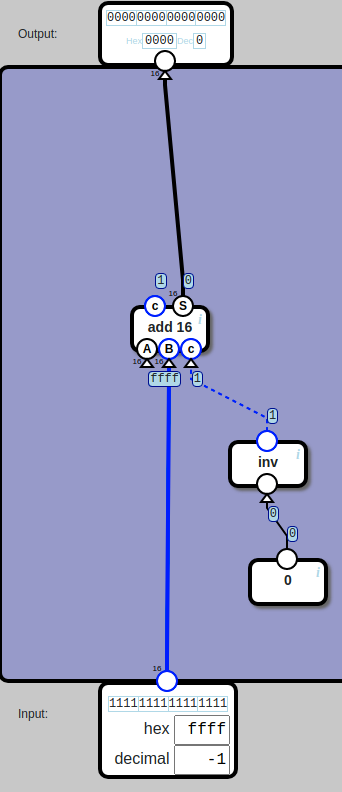 Output:
0000000000000000
Hex 0000 Dec 0
16
1 0
16
c S
add 16 i
A B c
16 16
ffff 1
1
inv i
0
0
0 i
16
Input:
1111111111111111
hex ffff
decimal -1